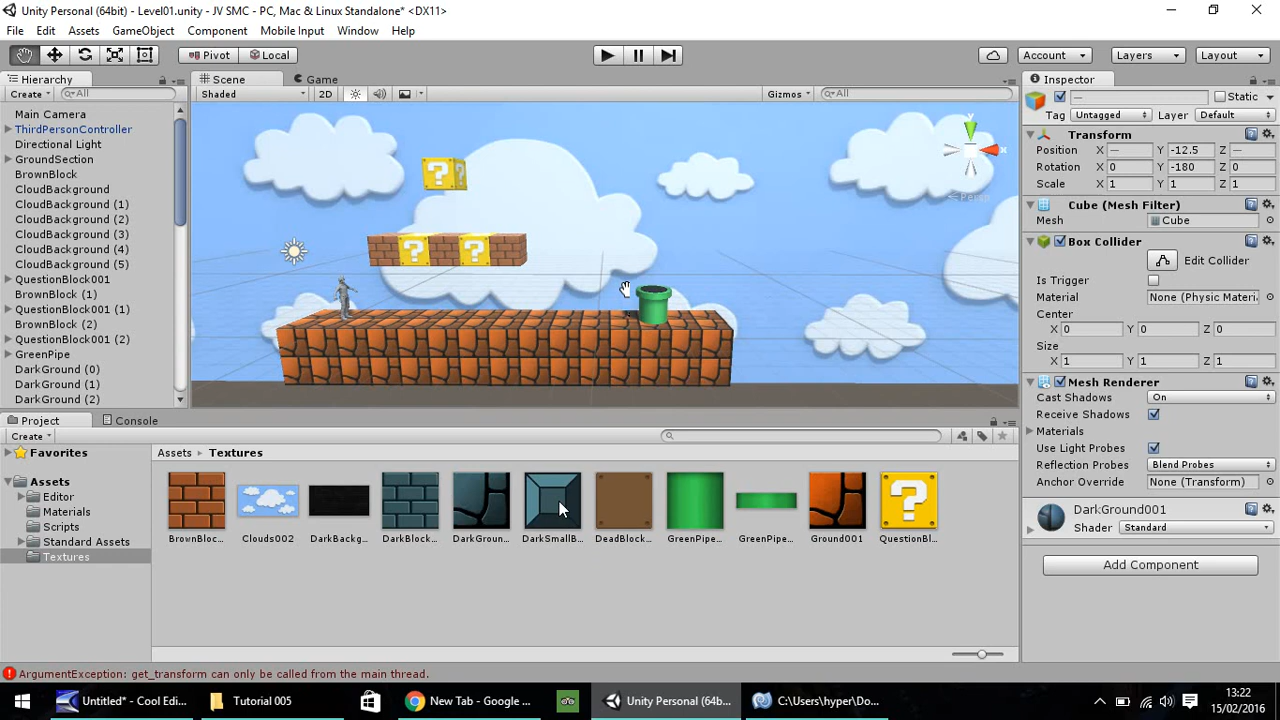 Unity Personal (64bit) - Level01.unity - JV SMC - PC, Mac & Linux Standalone* <DX11>
File Edit Assets GameObject Component Mobile Input Window Help
Pivot Local Account Layers Layout
Hierarchy Scene Game Inspector
Create All Shaded 2D Gizmos All Static
Tag Untagged Layer Default
Main Camera
ThirdPersonController
Directional Light
GroundSection
BrownBlock
CloudBackground
CloudBackground (1)
CloudBackground (2)
CloudBackground (3)
CloudBackground (4)
CloudBackground (5)
QuestionBlock001
BrownBlock (1)
QuestionBlock001 (1)
BrownBlock (2)
QuestionBlock001 (2)
GreenPipe
DarkGround (0)
DarkGround (1)
DarkGround (2)
y
x
Persp
Transform
Position X — Y -12.5 Z —
Rotation X 0 Y -180 Z 0
Scale X 1 Y 1 Z 1
Cube (Mesh Filter)
Mesh Cube
Box Collider
Edit Collider
Is Trigger
Material None (Physic Materi
Center
X 0 Y 0 Z 0
Size
X 1 Y 1 Z 1
Mesh Renderer
Cast Shadows On
Receive Shadows
Materials
Use Light Probes
Reflection Probes Blend Probes
Anchor Override None (Transform)
DarkGround001
Shader Standard
Add Component
Project Console
Create
Favorites
Assets
Editor
Materials
Scripts
Standard Assets
Textures
Assets Textures
BrownBloc... Clouds002 DarkBackg... DarkBlock... DarkGroun... DarkSmallB... DeadBlock... GreenPipe... GreenPipe... Ground001 QuestionBl...
ArgumentException: get_transform can only be called from the main thread.
Untitled* - Cool Edi... Tutorial 005 New Tab - Google ... Unity Personal (64b... C:\Users\hyper\Do...
13:22
15/02/2016